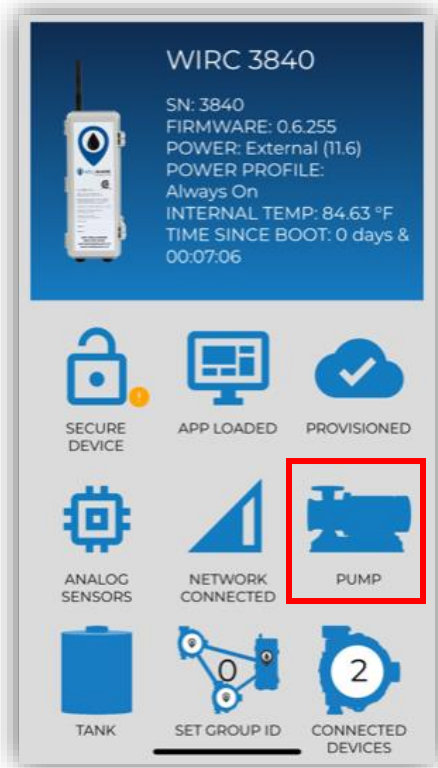 WIRC 3840
SN: 3840
FIRMWARE: 0.6.255
POWER: External (11.6)
POWER PROFILE:
Always On
INTERNAL TEMP: 84.63 °F
TIME SINCE BOOT: 0 days &
00:07:06
SECURE
DEVICE
APP LOADED
PROVISIONED
ANALOG
SENSORS
NETWORK
CONNECTED
PUMP
TANK
0
SET GROUP ID
2
CONNECTED
DEVICES